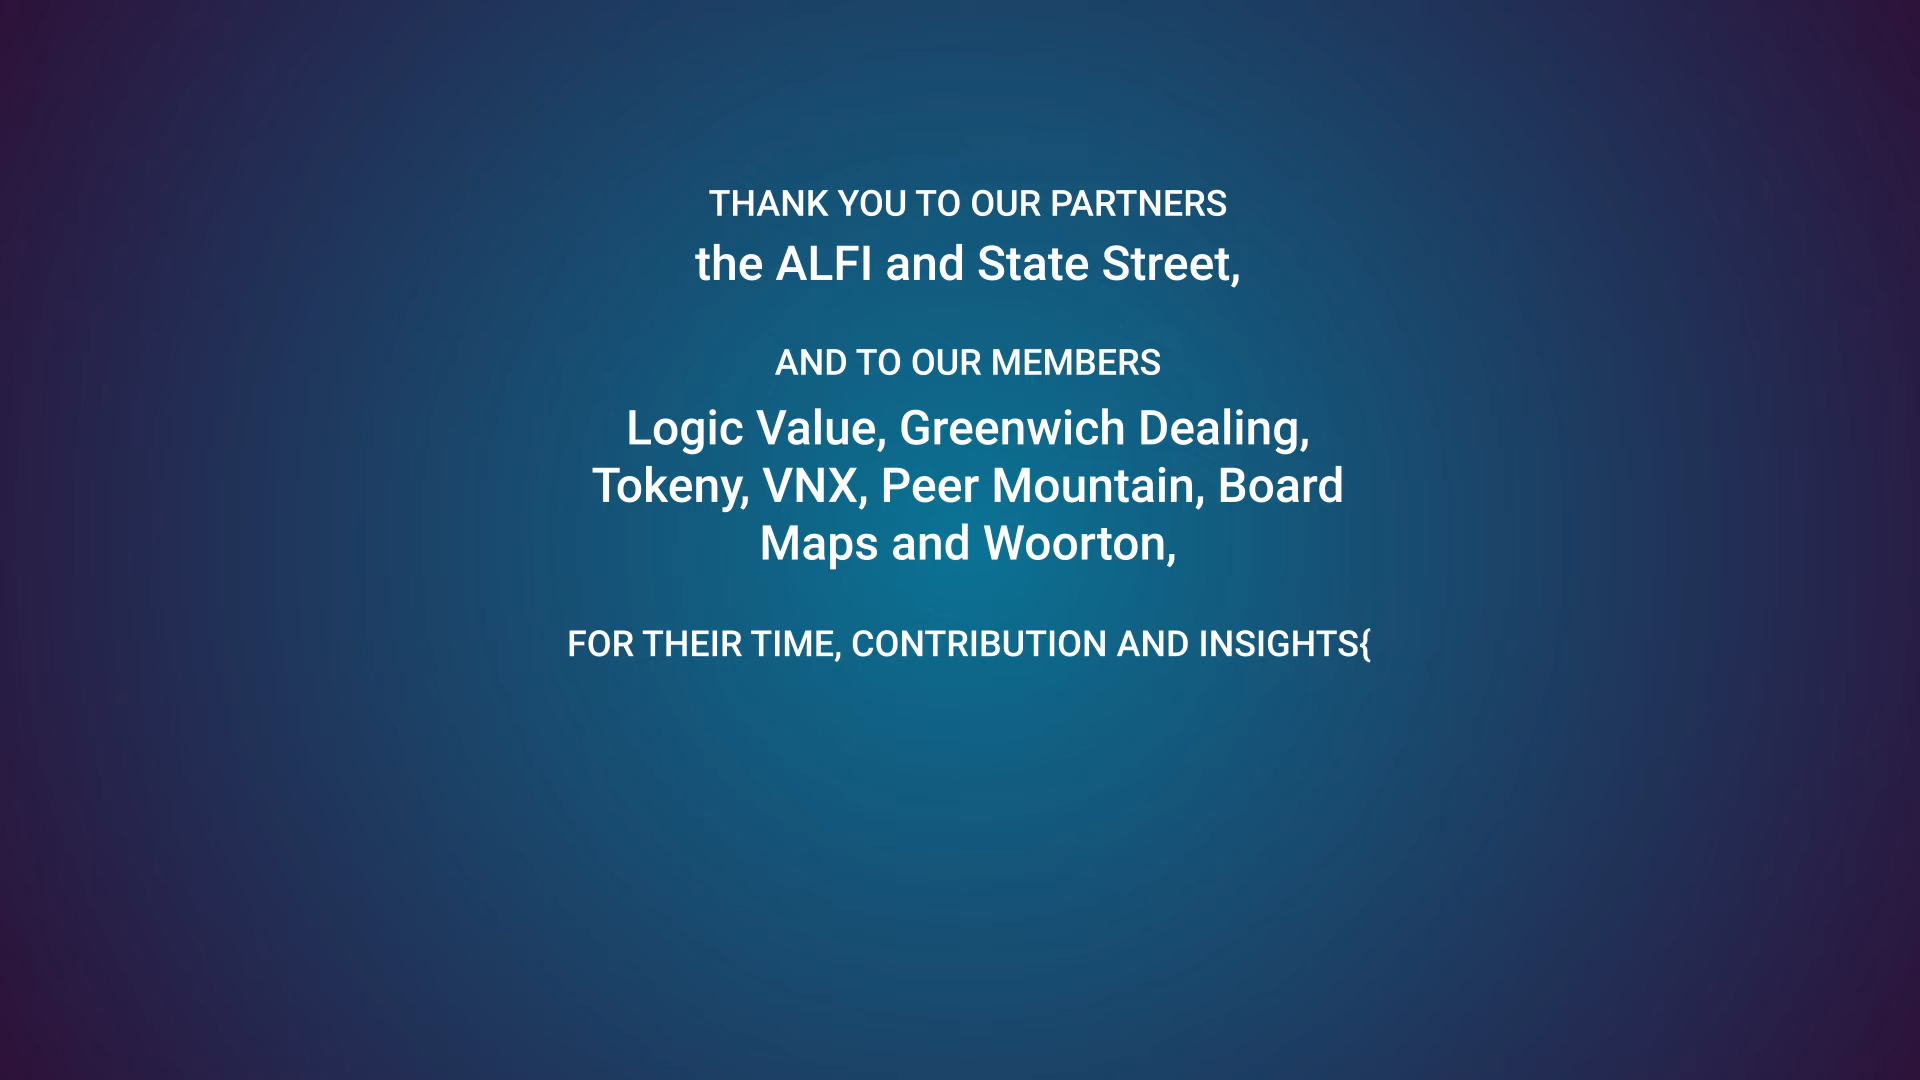 THANK YOU TO OUR PARTNERS
the ALFI and State Street,
AND TO OUR MEMBERS
Logic Value, Greenwich Dealing,
Tokeny, VNX, Peer Mountain, Board
Maps and Woorton,
FOR THEIR TIME, CONTRIBUTION AND INSIGHTS{